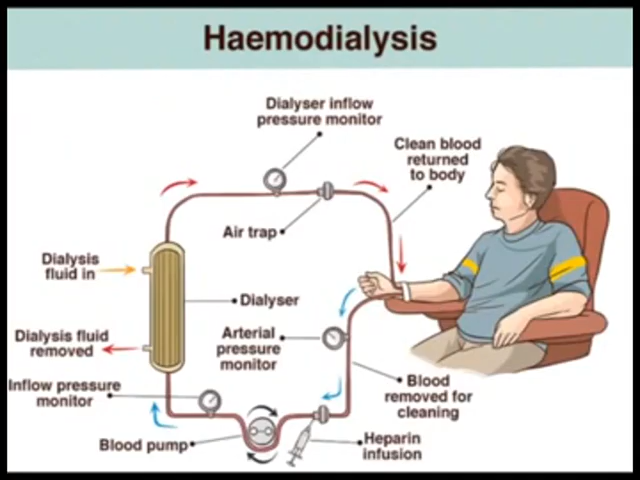 Haemodialysis
Dialyser inflow
pressure monitor
Clean blood
returned
to body
Air trap
Dialysis
fluid in
Dialyser
Dialysis fluid
removed
Arterial
pressure
monitor
Inflow pressure
monitor
Blood
removed for
cleaning
Blood pump
Heparin
infusion